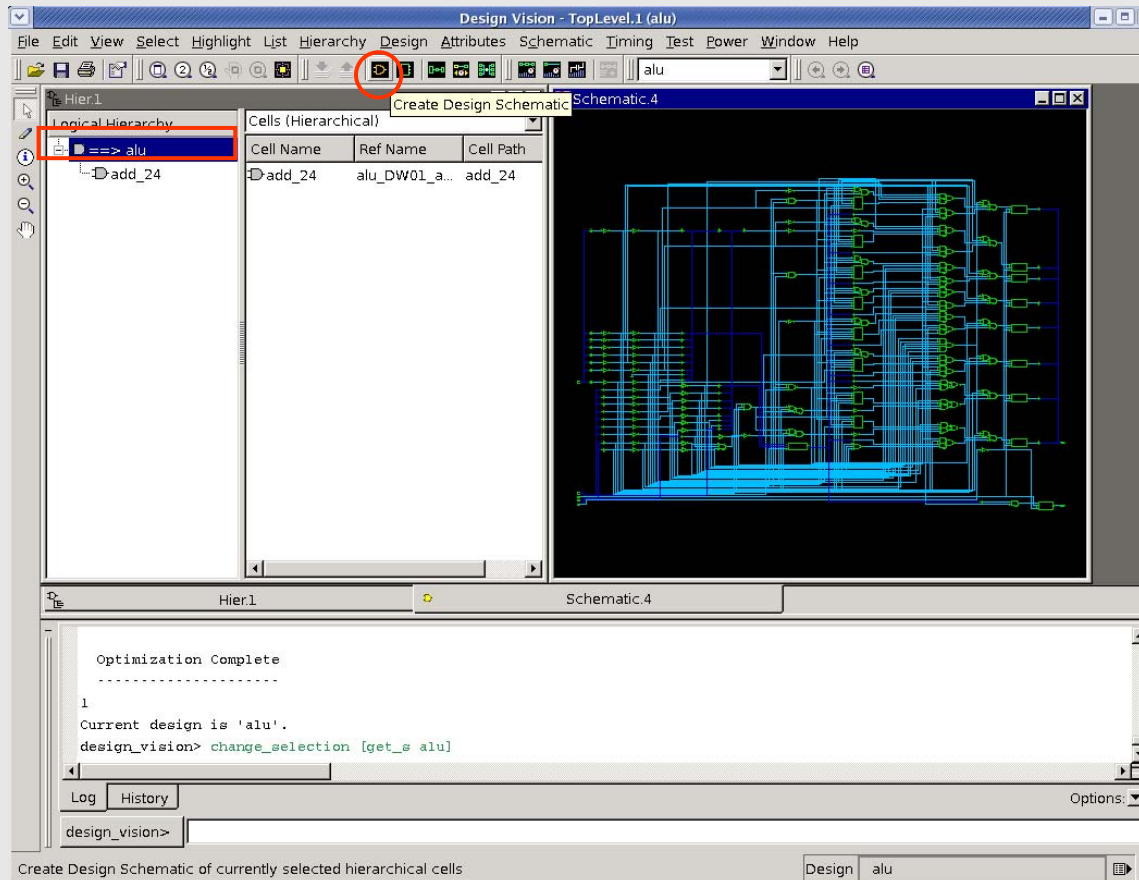 Design Vision - TopLevel.1 (alu)
File Edit View Select Highlight List Hierarchy Design Attributes Schematic Timing Test Power Window Help
alu
Hier.1
Create Design Schematic
Schematic.4
Logical Hierarchy
Cells (Hierarchical)
==> alu
Cell Name Ref Name Cell Path
add_24
add_24 alu_DW01_a... add_24
Hier.1 Schematic.4
Optimization Complete
---------------------
1
Current design is 'alu'.
design_vision> change_selection [get_s alu]
Log History Options:
design_vision>
Create Design Schematic of currently selected hierarchical cells Design alu